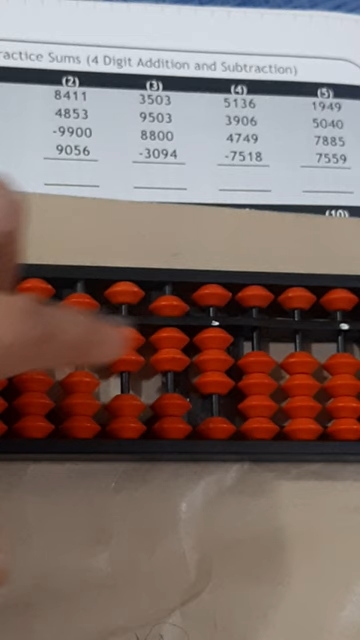 ractice Sums (4 Digit Addition and Subtraction)
(2) (3) (4) (5)
8411 3503 5136 1949
4853 9503 3906 5040
-9900 8800 4749 7885
9056 -3094 -7518 7559
(10)